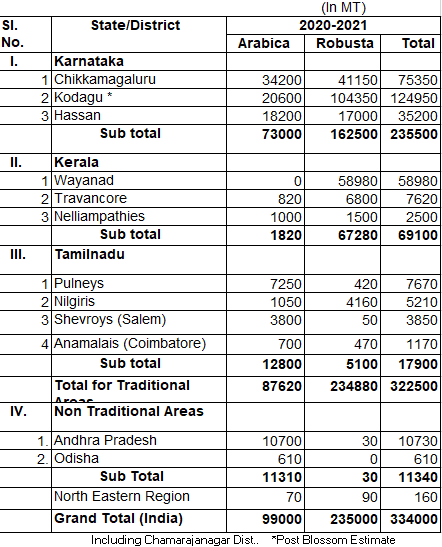 (In MT)
Sl. No. State/District 2020-2021
Arabica Robusta Total
I. Karnataka
1 Chikkamagaluru 34200 41150 75350
2 Kodagu * 20600 104350 124950
3 Hassan 18200 17000 35200
Sub total 73000 162500 235500
II. Kerala
1 Wayanad 0 58980 58980
2 Travancore 820 6800 7620
3 Nelliampathies 1000 1500 2500
Sub total 1820 67280 69100
III. Tamilnadu
1 Pulneys 7250 420 7670
2 Nilgiris 1050 4160 5210
3 Shevroys (Salem) 3800 50 3850
4 Anamalais (Coimbatore) 700 470 1170
Sub total 12800 5100 17900
Total for Traditional 87620 234880 322500
Areas
IV. Non Traditional Areas
1. Andhra Pradesh 10700 30 10730
2. Odisha 610 0 610
Sub Total 11310 30 11340
North Eastern Region 70 90 160
Grand Total (India) 99000 235000 334000
Including Chamarajanagar Dist.. *Post Blossom Estimate